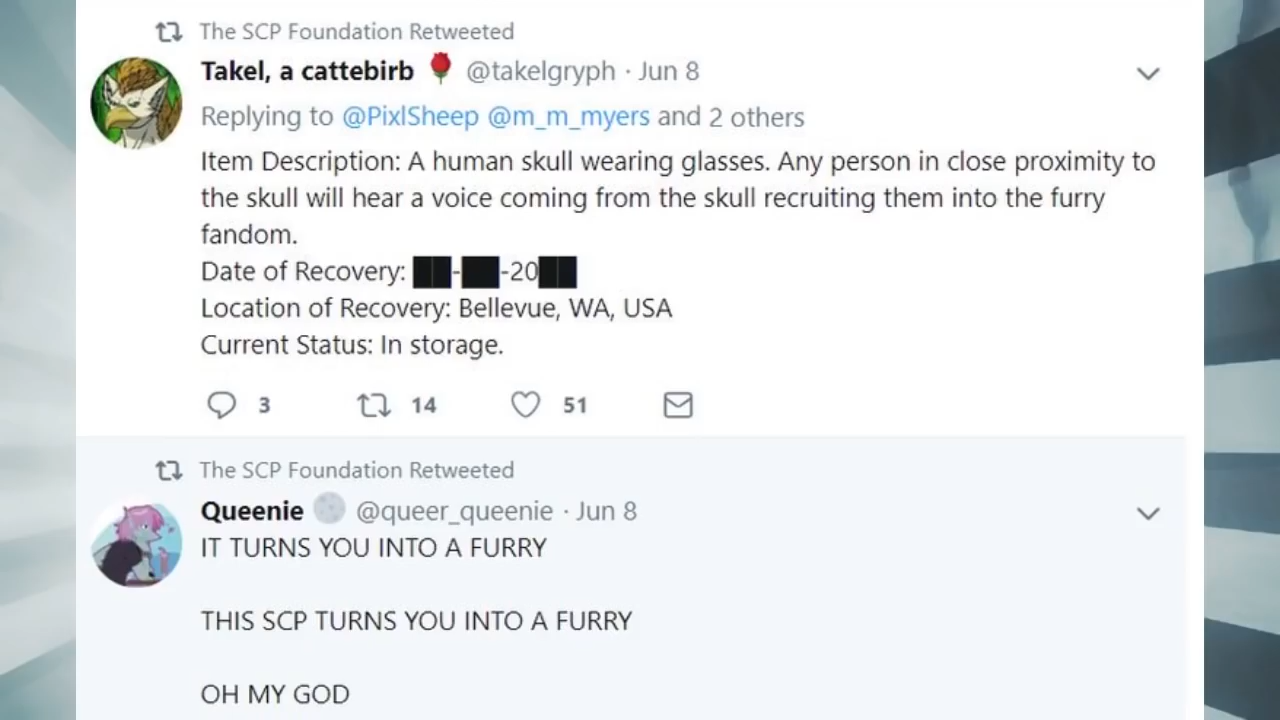 The SCP Foundation Retweeted
Takel, a cattebirb 🌹 @takelgryph · Jun 8
Replying to @PixlSheep @m_m_myers and 2 others
Item Description: A human skull wearing glasses. Any person in close proximity to
the skull will hear a voice coming from the skull recruiting them into the furry
fandom.
Date of Recovery: ██-██-20██
Location of Recovery: Bellevue, WA, USA
Current Status: In storage.
3 14 51
The SCP Foundation Retweeted
Queenie 🌕 @queer_queenie · Jun 8
IT TURNS YOU INTO A FURRY
THIS SCP TURNS YOU INTO A FURRY
OH MY GOD